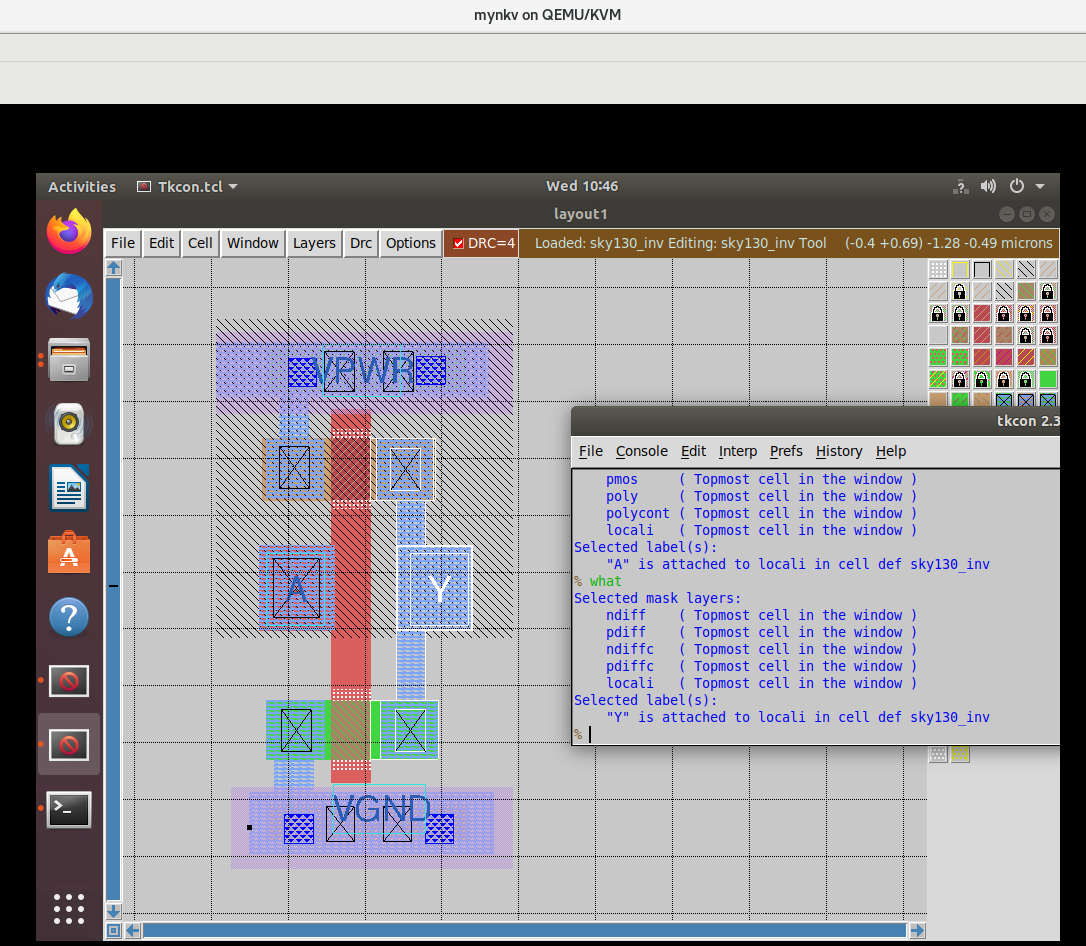 mynkv on QEMU/KVM
Activities Tkcon.tcl Wed 10:46
layout1
File Edit Cell Window Layers Drc Options DRC=4 Loaded: sky130_inv Editing: sky130_inv Tool (-0.4 +0.69) -1.28 -0.49 microns
VPWR
A
Y
VGND
tkcon 2.3
File Console Edit Interp Prefs History Help
pmos ( Topmost cell in the window )
poly ( Topmost cell in the window )
polycont ( Topmost cell in the window )
locali ( Topmost cell in the window )
Selected label(s):
"A" is attached to locali in cell def sky130_inv
% what
Selected mask layers:
ndiff ( Topmost cell in the window )
pdiff ( Topmost cell in the window )
ndiffc ( Topmost cell in the window )
pdiffc ( Topmost cell in the window )
locali ( Topmost cell in the window )
Selected label(s):
"Y" is attached to locali in cell def sky130_inv
%